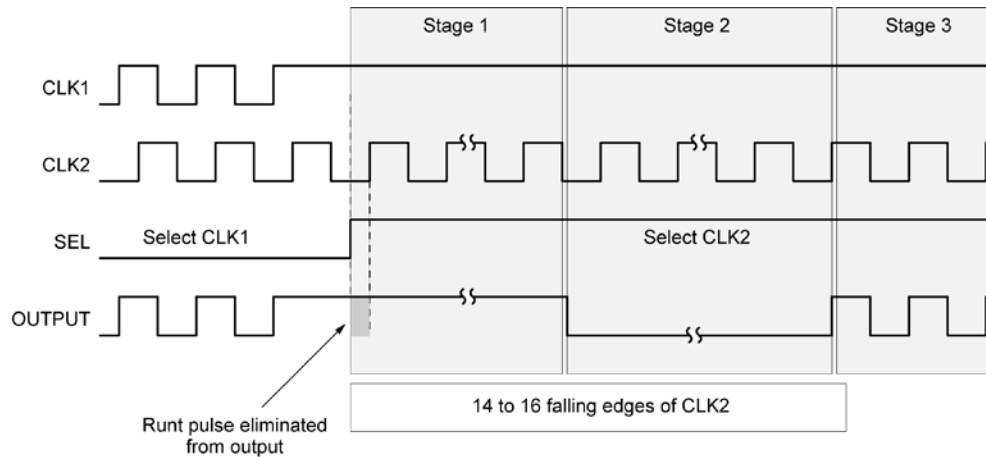 Stage 1
Stage 2
Stage 3
CLK1
CLK2
SEL
Select CLK1
Select CLK2
OUTPUT
14 to 16 falling edges of CLK2
Runt pulse eliminated
from output